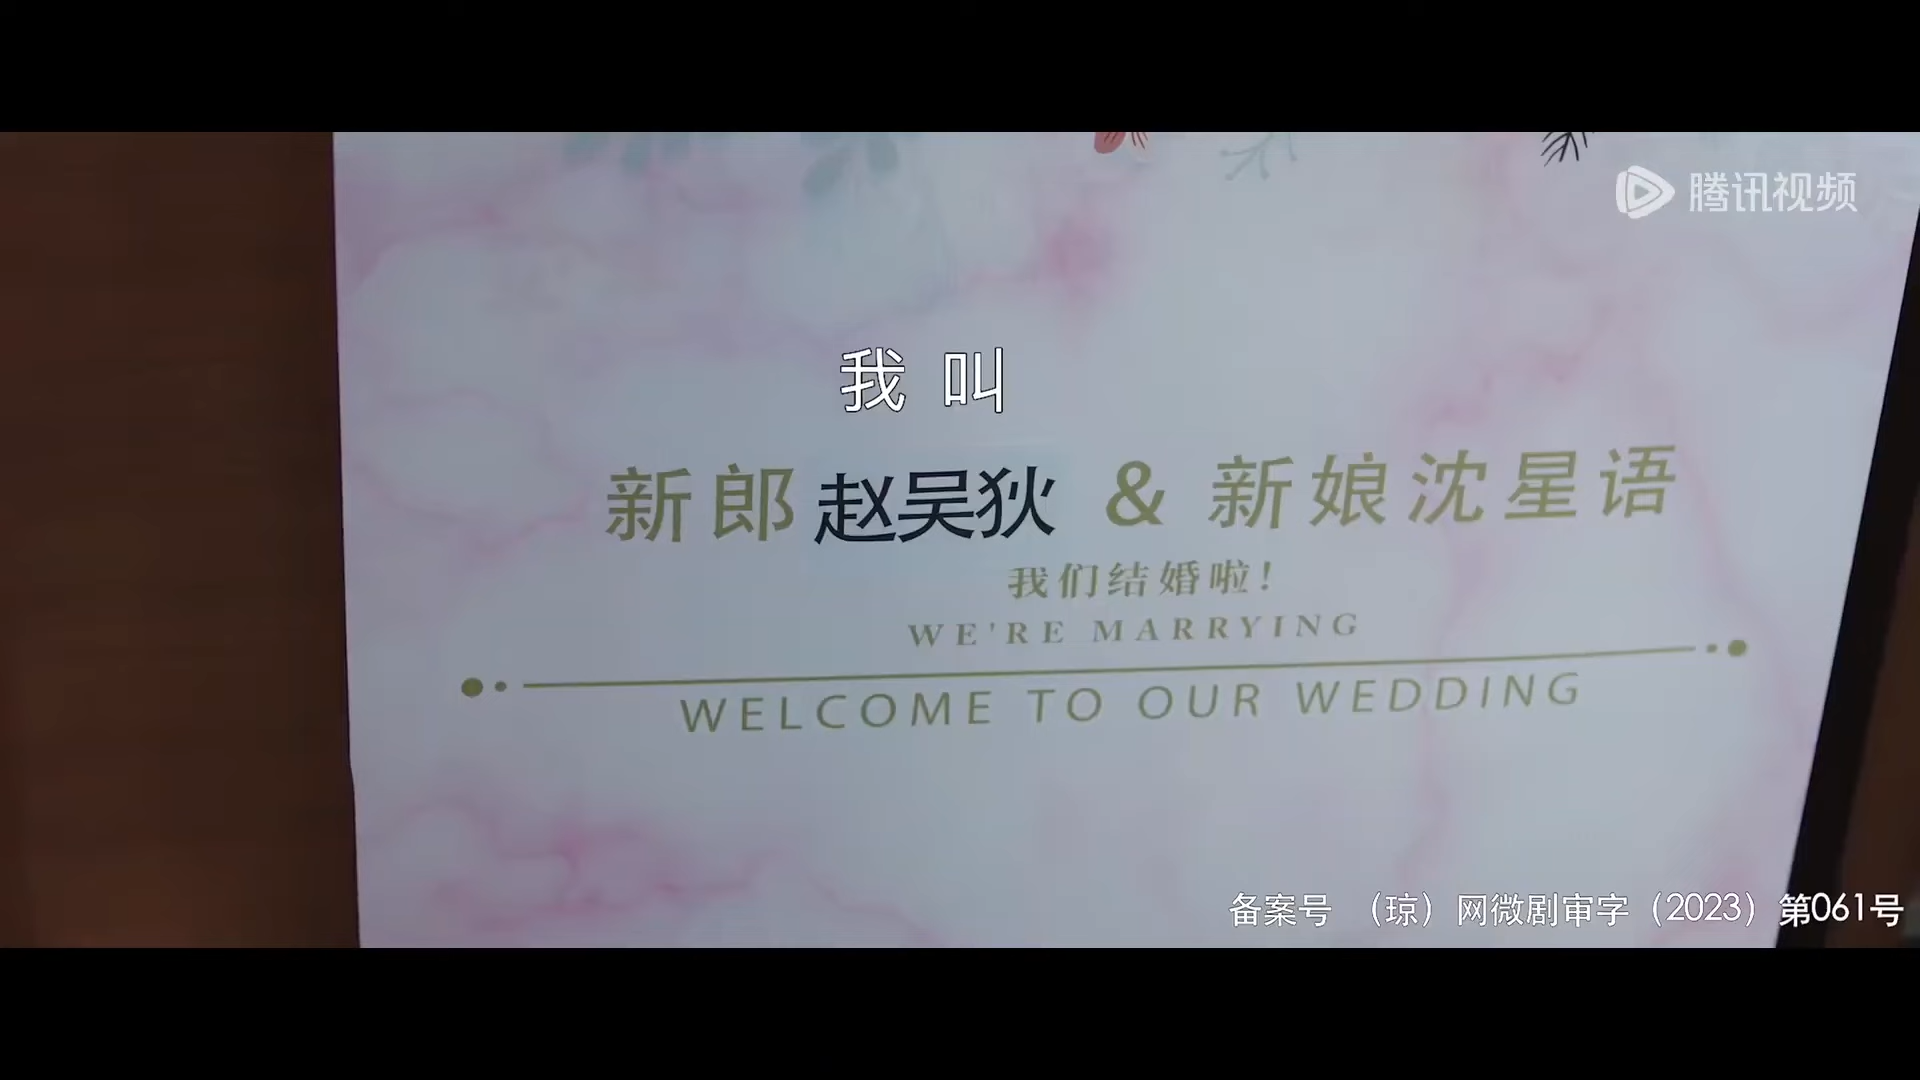 腾讯视频
我叫
新郎赵吴狄 & 新娘沈星语
我们结婚啦!
WE'RE MARRYING
WELCOME TO OUR WEDDING
备案号 （琼）网微剧审字（2023）第061号